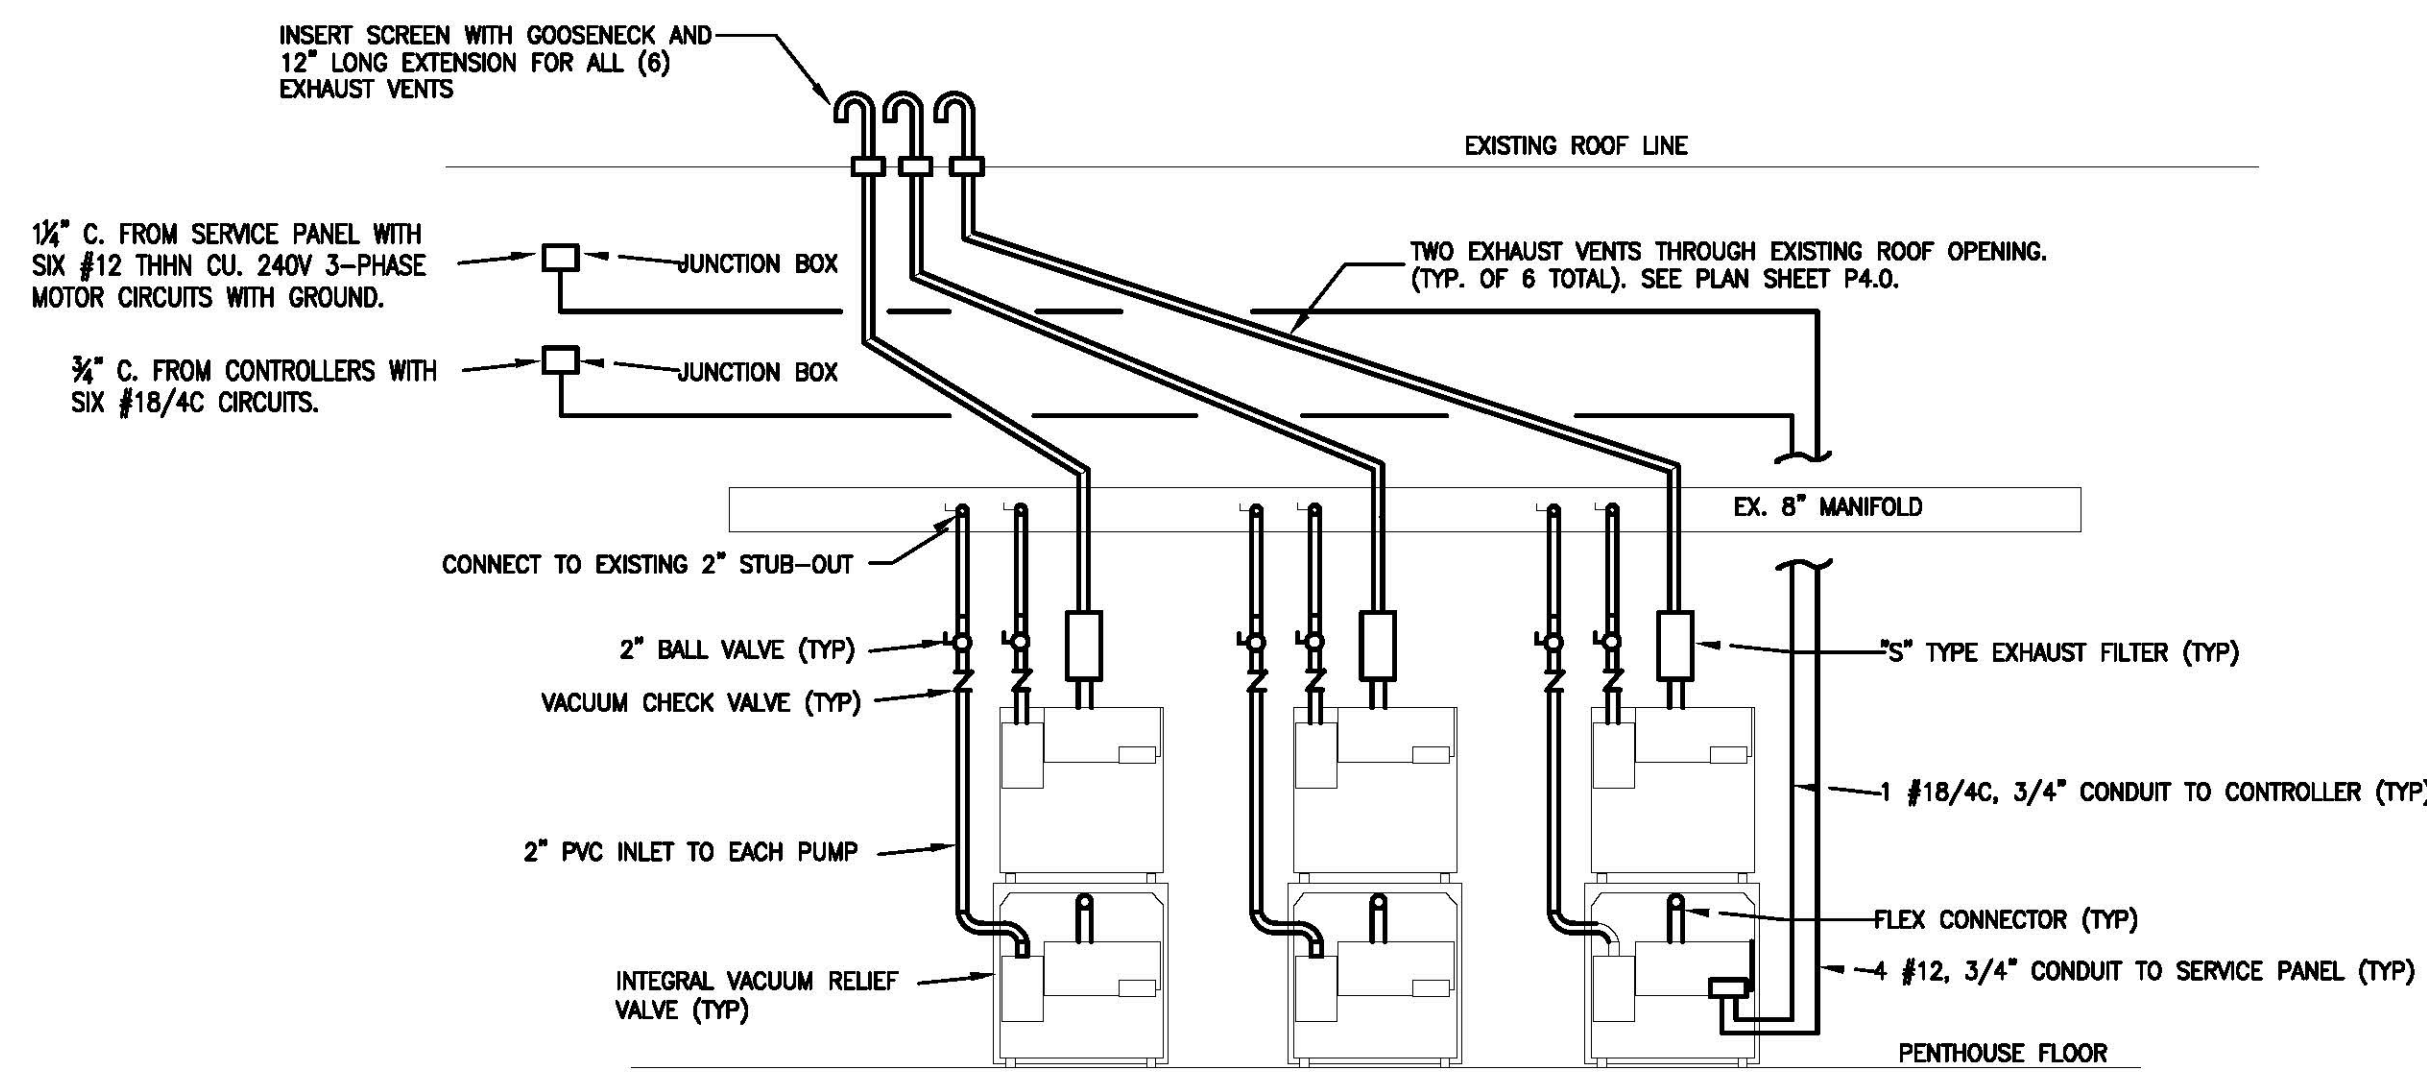 INSERT SCREEN WITH GOOSENECK AND
12" LONG EXTENSION FOR ALL (6)
EXHAUST VENTS
EXISTING ROOF LINE
1¼" C. FROM SERVICE PANEL WITH
SIX #12 THHN CU. 240V 3-PHASE
MOTOR CIRCUITS WITH GROUND.
JUNCTION BOX
TWO EXHAUST VENTS THROUGH EXISTING ROOF OPENING.
(TYP. OF 6 TOTAL). SEE PLAN SHEET P4.0.
¾" C. FROM CONTROLLERS WITH
SIX #18/4C CIRCUITS.
JUNCTION BOX
EX. 8" MANIFOLD
CONNECT TO EXISTING 2" STUB-OUT
2" BALL VALVE (TYP)
"S" TYPE EXHAUST FILTER (TYP)
VACUUM CHECK VALVE (TYP)
1 #18/4C, 3/4" CONDUIT TO CONTROLLER (TYP)
2" PVC INLET TO EACH PUMP
FLEX CONNECTOR (TYP)
4 #12, 3/4" CONDUIT TO SERVICE PANEL (TYP)
INTEGRAL VACUUM RELIEF
VALVE (TYP)
PENTHOUSE FLOOR